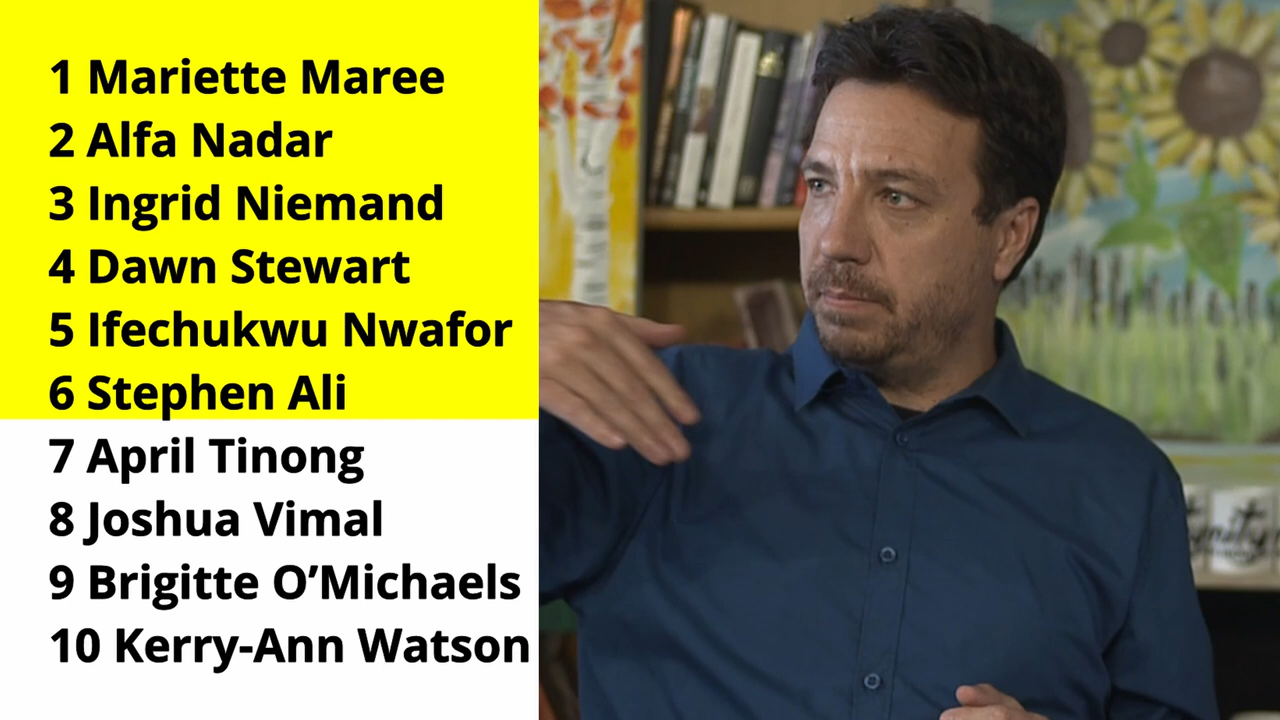 1 Mariette Maree
2 Alfa Nadar
3 Ingrid Niemand
4 Dawn Stewart
5 Ifechukwu Nwafor
6 Stephen Ali
7 April Tinong
8 Joshua Vimal
9 Brigitte O’Michaels
10 Kerry-Ann Watson